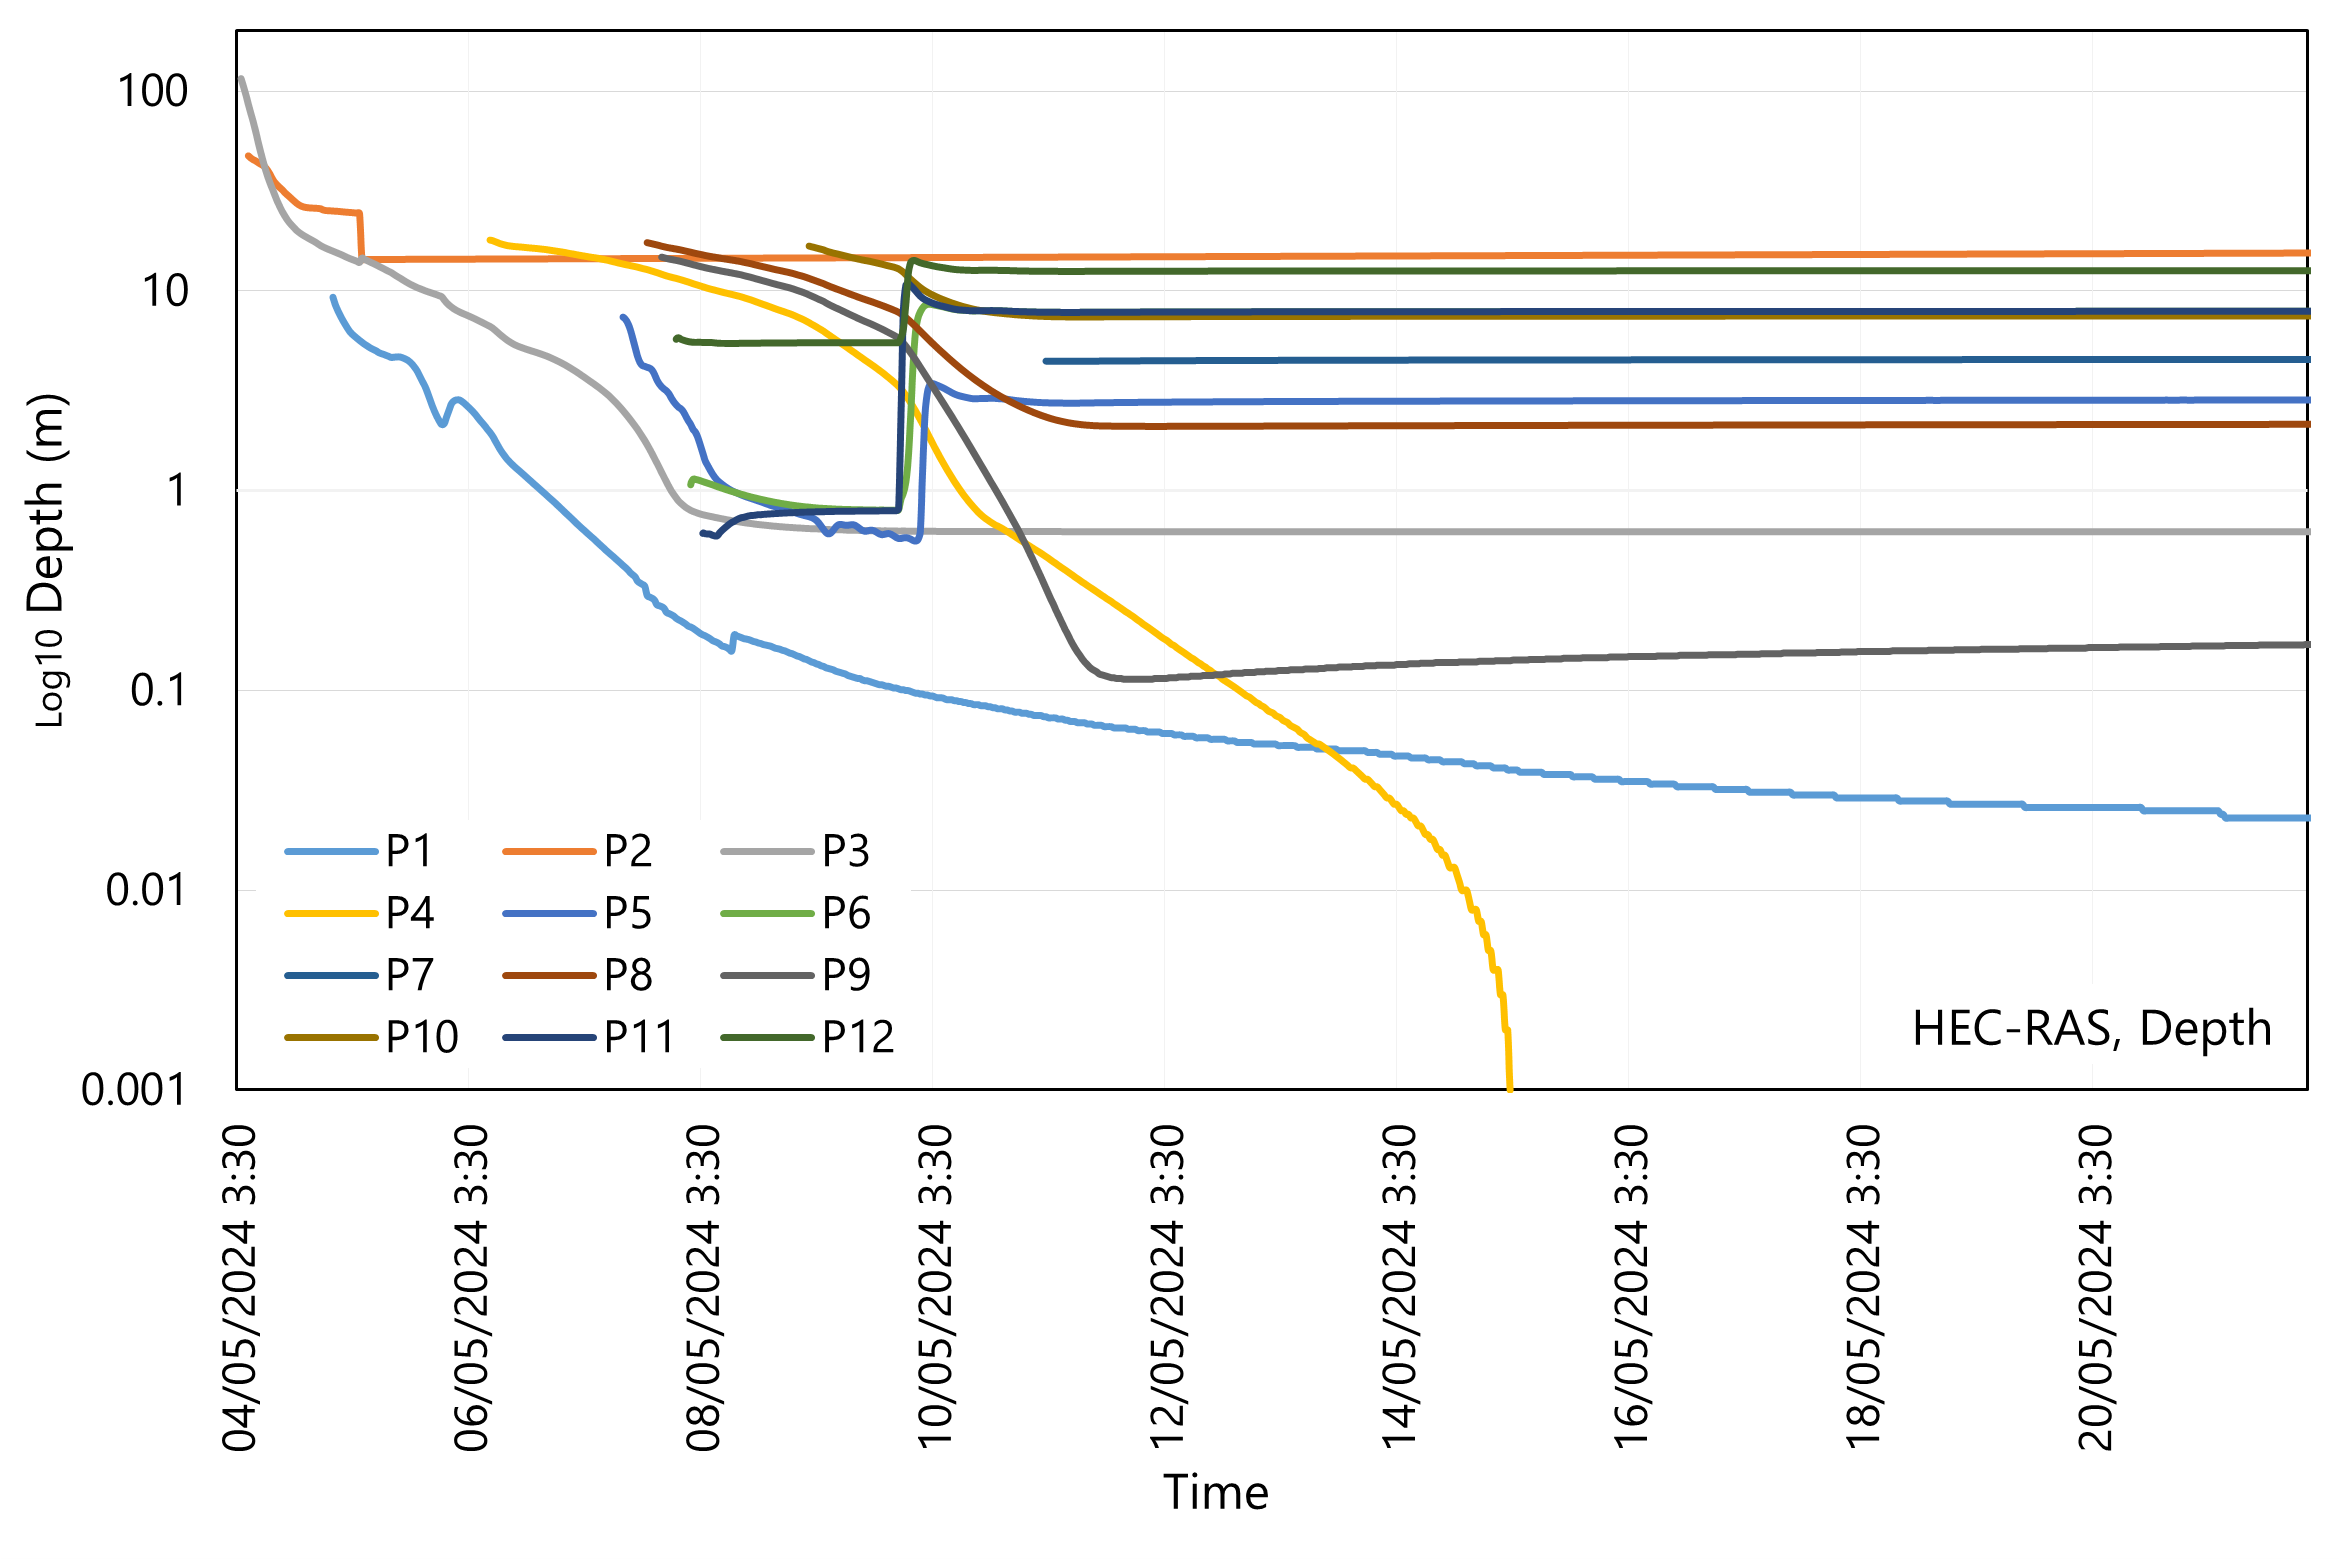 100
10
1
0.1
0.01
0.001
Log10 Depth (m)
P1 P2 P3
P4 P5 P6
P7 P8 P9
P10 P11 P12
HEC-RAS, Depth
04/05/2024 3:30
06/05/2024 3:30
08/05/2024 3:30
10/05/2024 3:30
12/05/2024 3:30
14/05/2024 3:30
16/05/2024 3:30
18/05/2024 3:30
20/05/2024 3:30
Time